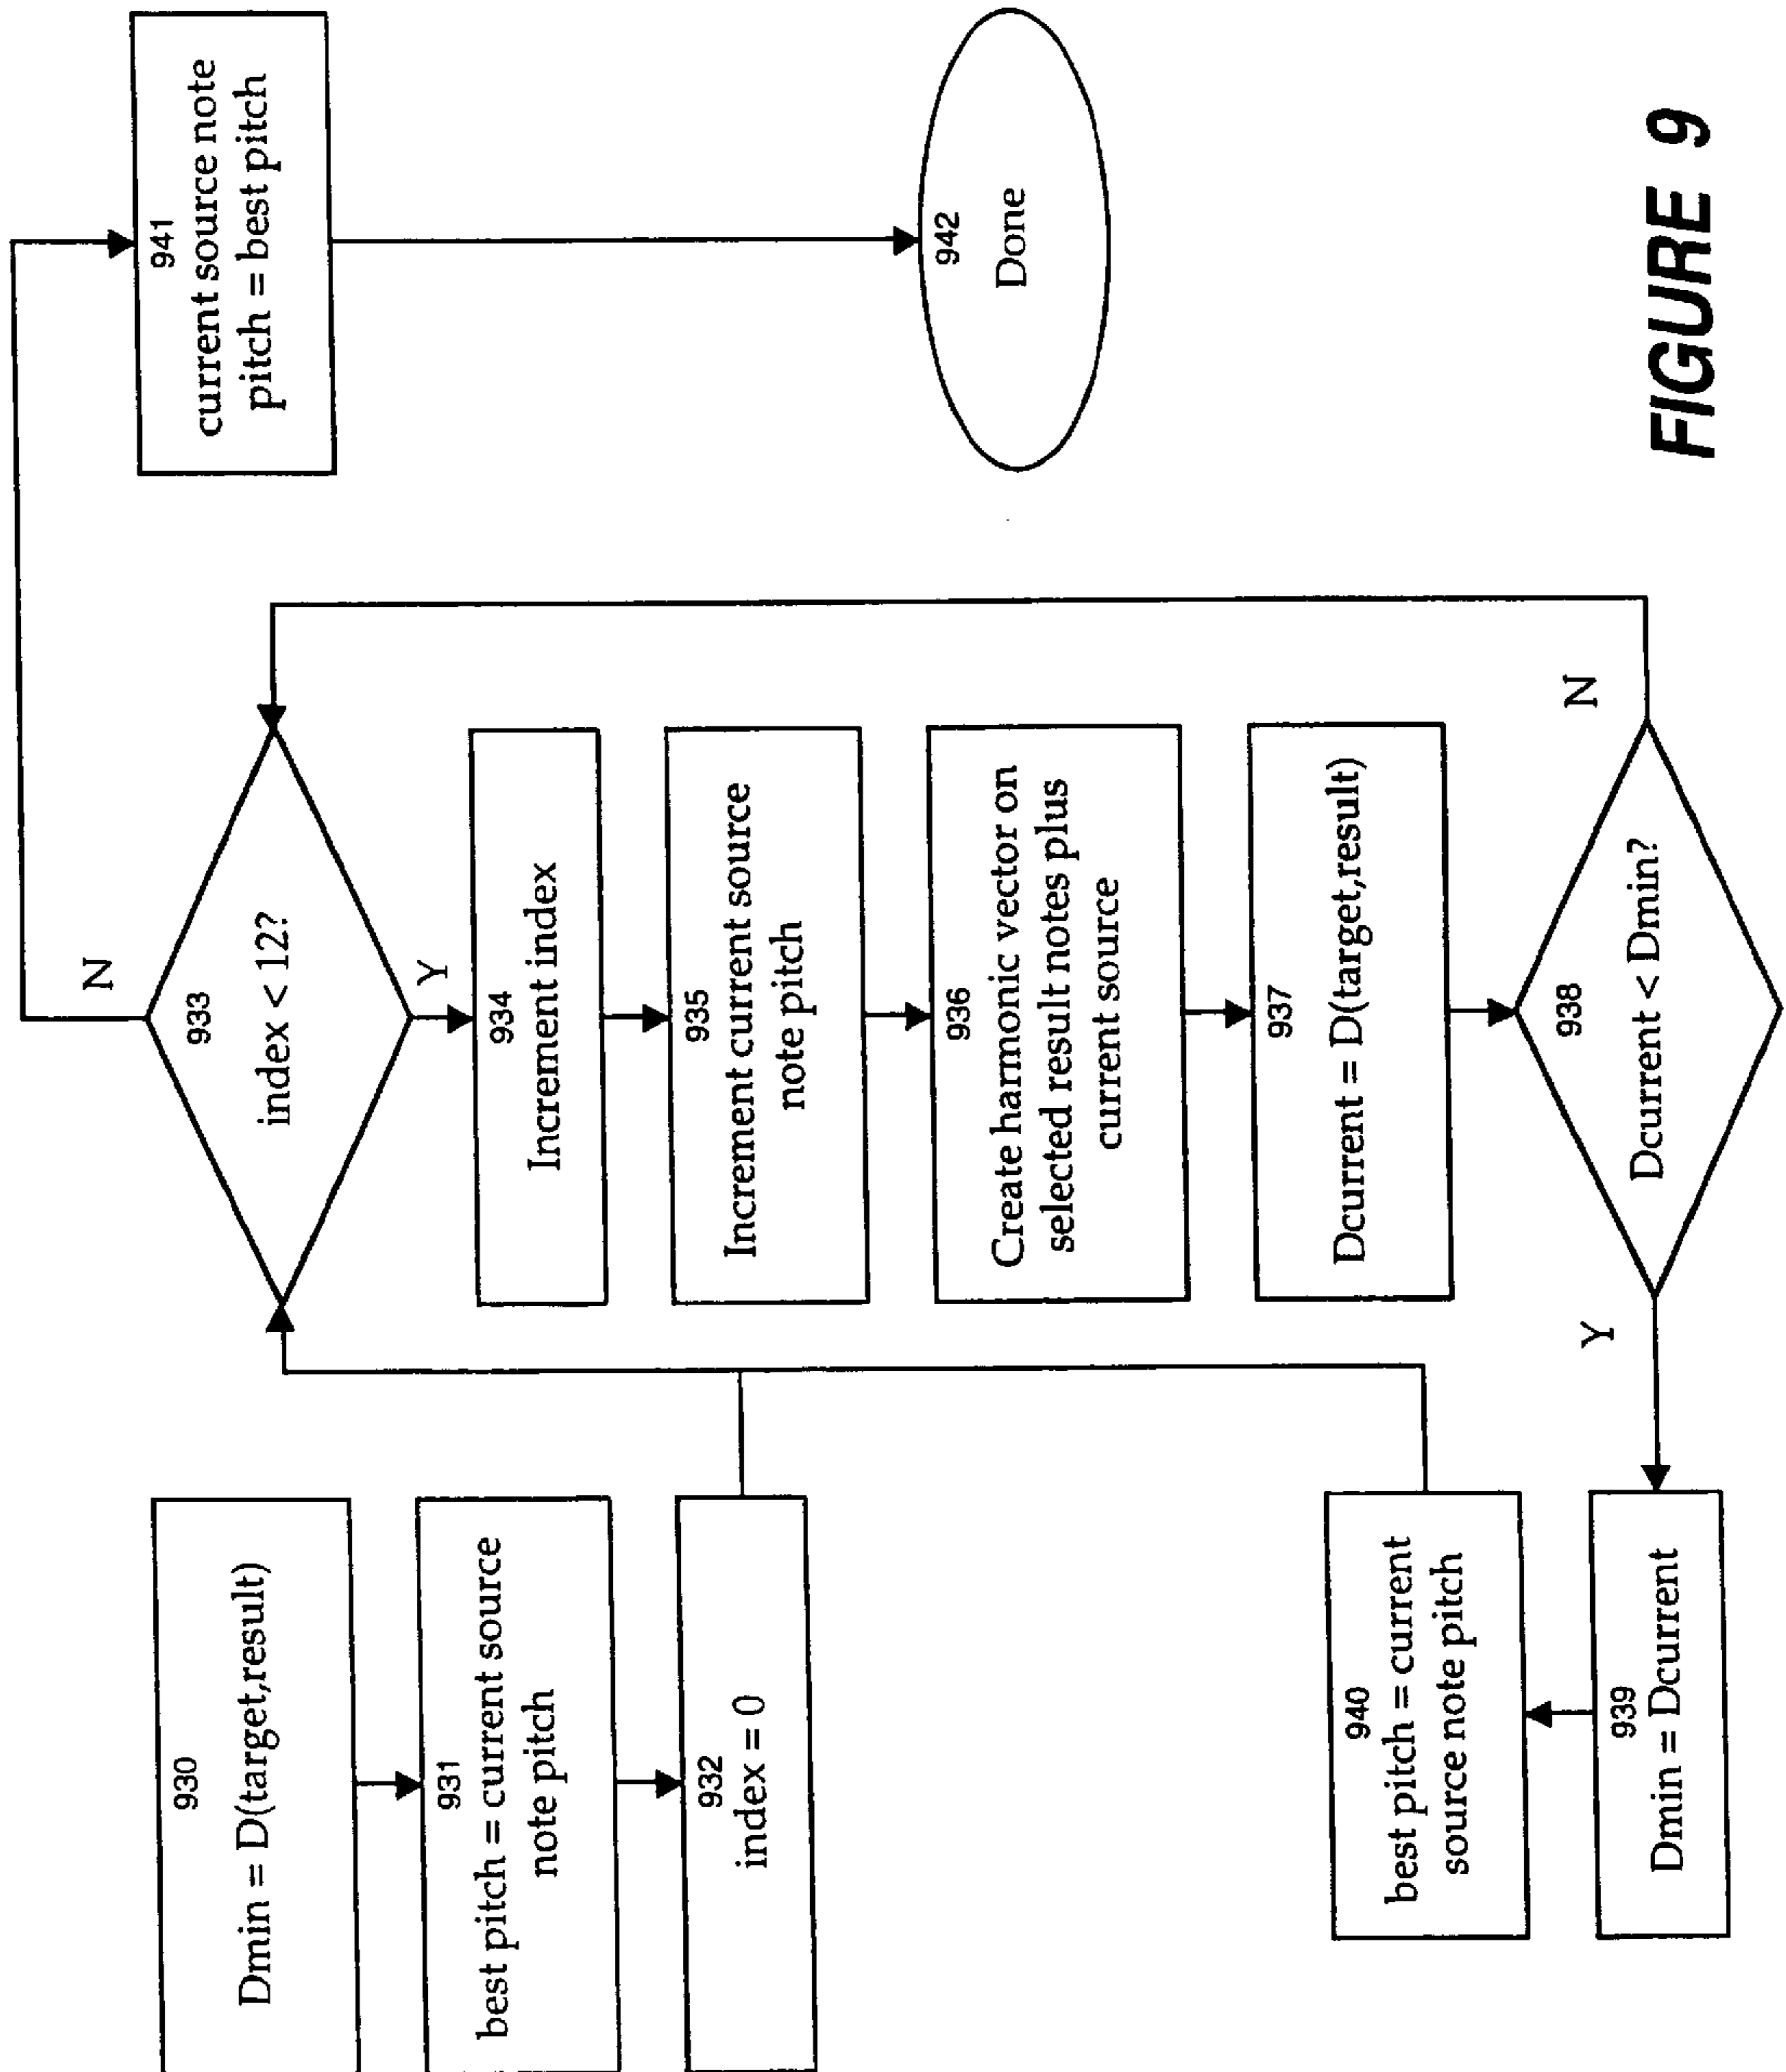 930
Dmin = D(target,result)
931
best pitch = current source
note pitch
932
index = 0
940
best pitch = current
source note pitch
939
Dmin = Dcurrent
N
933
index < 12?
Y
934
Increment index
935
Increment current source
note pitch
936
Create harmonic vector on
selected result notes plus
current source
937
Dcurrent = D(target,result)
938
Dcurrent < Dmin?
Y
N
941
current source note
pitch = best pitch
942
Done
FIGURE 9